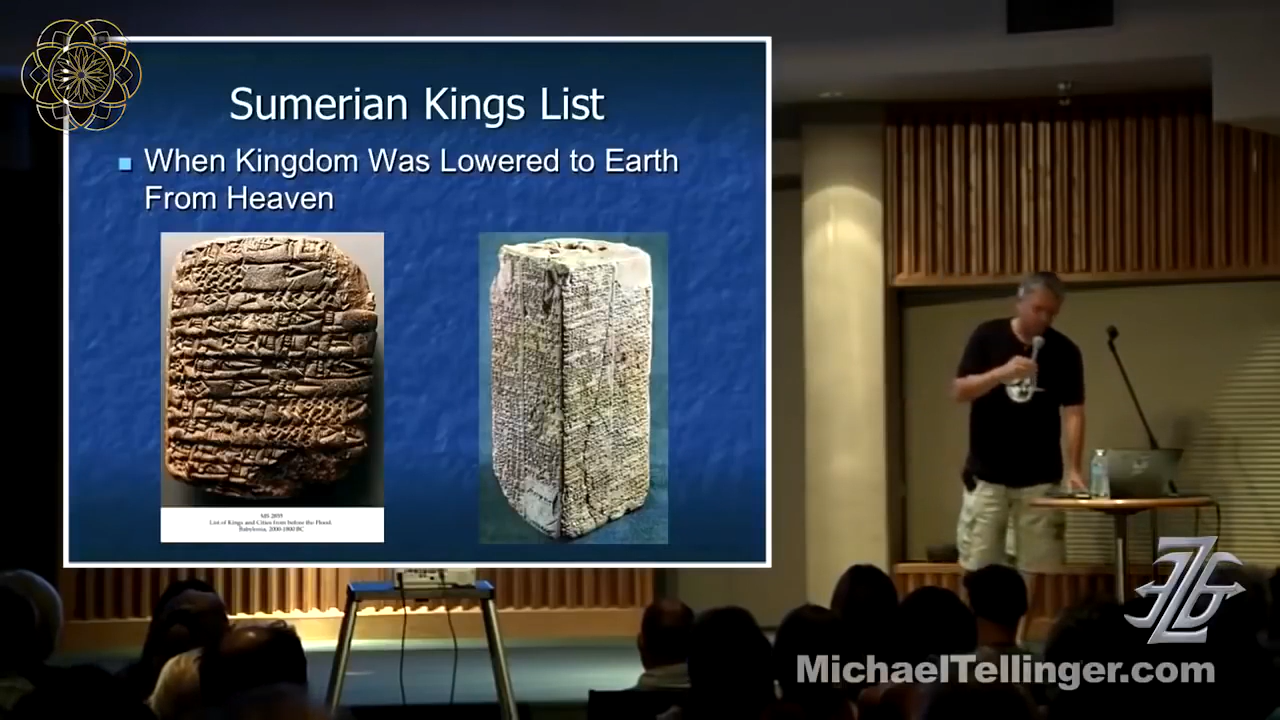 Sumerian Kings List
When Kingdom Was Lowered to Earth
From Heaven
MS 2855
List of Kings and Cities from before the Flood.
Babylonia, 2000-1800 BC
MichaelTellinger.com